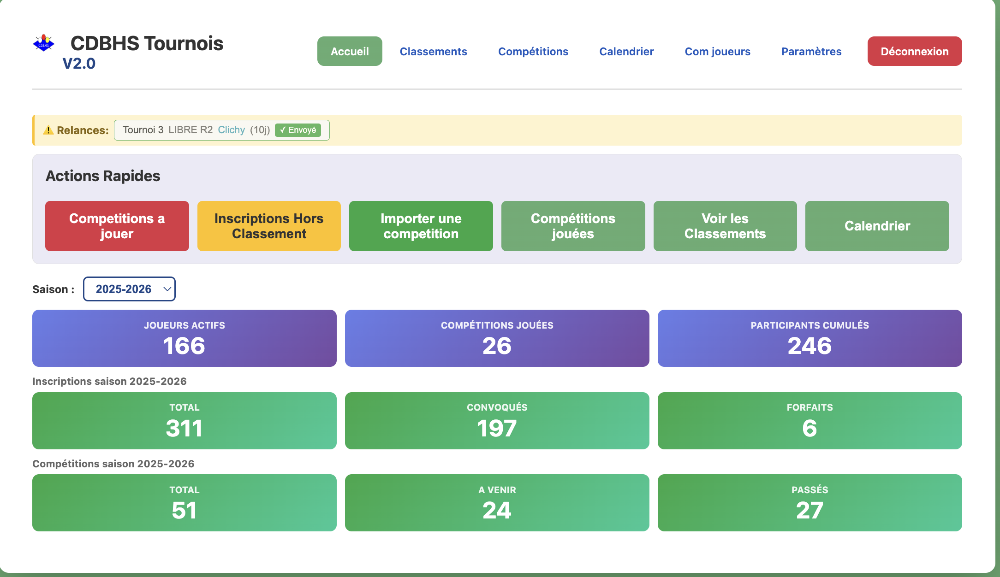 C.D.B.H.S.
CDBHS Tournois
V2.0
Accueil
Classements
Compétitions
Calendrier
Com joueurs
Paramètres
Déconnexion
⚠️ Relances: Tournoi 3 LIBRE R2 Clichy (10j) ✓ Envoyé
Actions Rapides
Competitions a
jouer
Inscriptions Hors
Classement
Importer une
competition
Compétitions
jouées
Voir les
Classements
Calendrier
Saison : 2025-2026
JOUEURS ACTIFS
166
COMPÉTITIONS JOUÉES
26
PARTICIPANTS CUMULÉS
246
Inscriptions saison 2025-2026
TOTAL
311
CONVOQUÉS
197
FORFAITS
6
Compétitions saison 2025-2026
TOTAL
51
A VENIR
24
PASSÉS
27